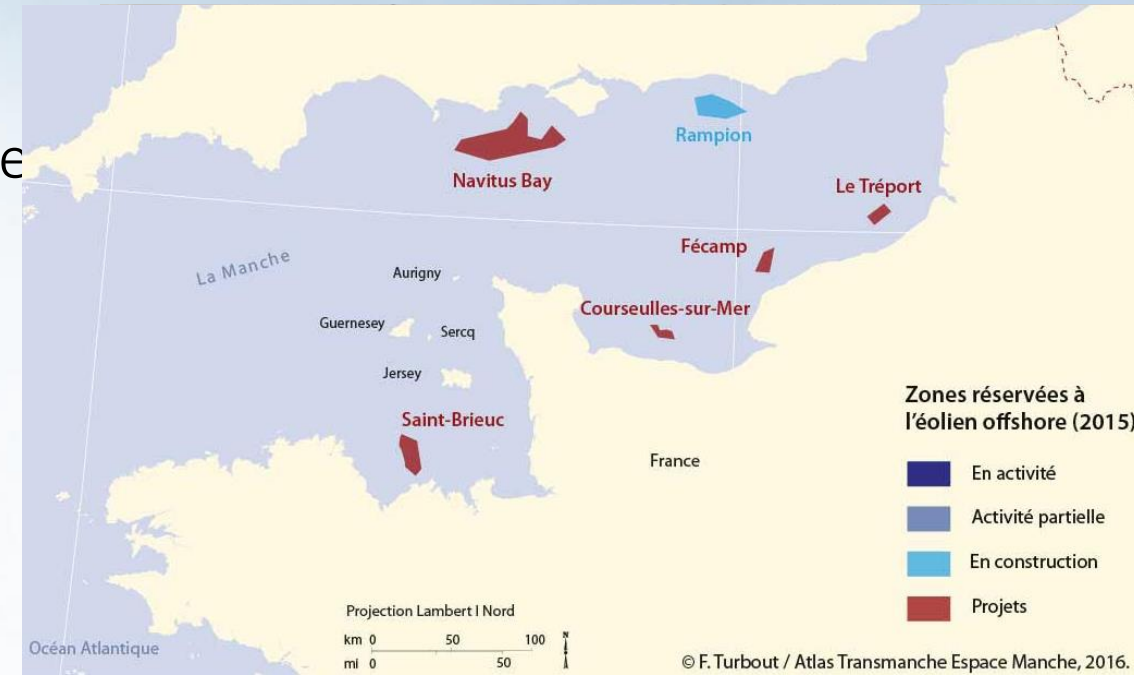 e
Rampion
Navitus Bay
Le Tréport
Fécamp
La Manche
Aurigny
Courseulles-sur-Mer
Guernesey
Sercq
Jersey
Saint-Brieuc
France
Zones réservées à
l'éolien offshore (2015)
En activité
Activité partielle
En construction
Projets
Projection Lambert I Nord
km 0 50 100 N
mi 0 50
Océan Atlantique
© F. Turbout / Atlas Transmanche Espace Manche, 2016.